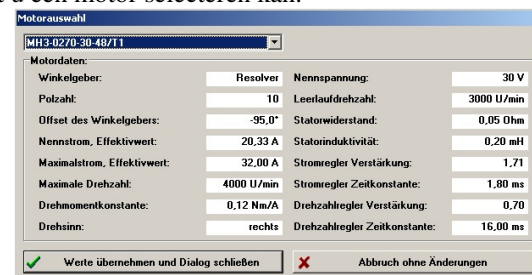 een motor selecteren kan.
Motorauswahl
MH3-0270-30-48/T1
Motordaten:
Winkelgeber: Resolver Nennspannung: 30 V
Polzahl: 10 Leerlaufdrehzahl: 3000 U/min
Offset des Winkelgebers: -95,0° Statorwiderstand: 0,05 Ohm
Nennstrom, Effektivwert: 20,33 A Statorinduktivität: 0,20 mH
Maximalstrom, Effektivwert: 32,00 A Stromregler Verstärkung: 1,71
Maximale Drehzahl: 4000 U/min Stromregler Zeitkonstante: 1,80 ms
Drehmomentkonstante: 0,12 Nm/A Drehzahlregler Verstärkung: 0,70
Drehsinn: rechts Drehzahlregler Zeitkonstante: 16,00 ms
Werte übernehmen und Dialog schließen Abbruch ohne Änderungen